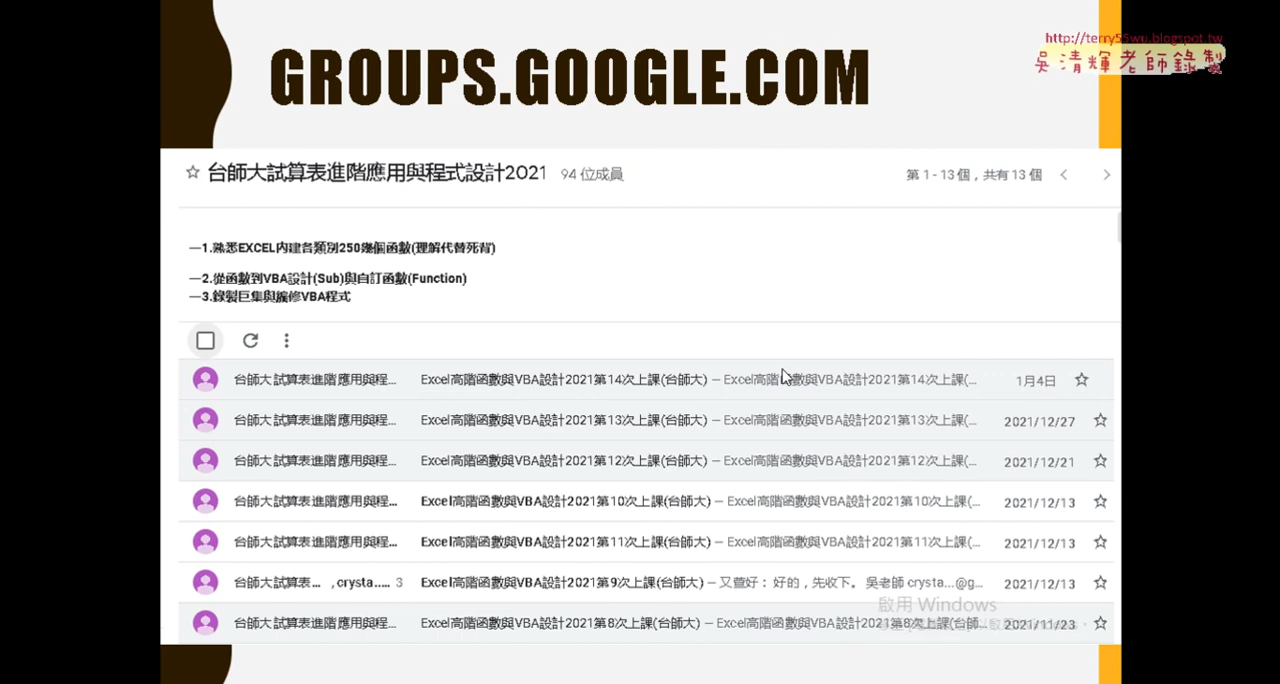 http://terry55wu.blogspot.tw
吳清輝老師錄製
GROUPS.GOOGLE.COM
台師大試算表進階應用與程式設計2021 94 位成員 第 1 - 13 個，共有 13 個
—1.熟悉EXCEL內建各類別250幾個函數(理解代替死背)
—2.從函數到VBA設計(Sub)與自訂函數(Function)
—3.錄製巨集與編修VBA程式
台師大試算表進階應用與程... Excel高階函數與VBA設計2021第14次上課(台師大) – Excel高階函數與VBA設計2021第14次上課(... 1月4日
台師大試算表進階應用與程... Excel高階函數與VBA設計2021第13次上課(台師大) – Excel高階函數與VBA設計2021第13次上課(... 2021/12/27
台師大試算表進階應用與程... Excel高階函數與VBA設計2021第12次上課(台師大) – Excel高階函數與VBA設計2021第12次上課(... 2021/12/21
台師大試算表進階應用與程... Excel高階函數與VBA設計2021第10次上課(台師大) – Excel高階函數與VBA設計2021第10次上課(... 2021/12/13
台師大試算表進階應用與程... Excel高階函數與VBA設計2021第11次上課(台師大) – Excel高階函數與VBA設計2021第11次上課(... 2021/12/13
台師大試算表... , crysta..... 3 Excel高階函數與VBA設計2021第9次上課(台師大) – 又萱好： 好的，先收下。 吳老師 crysta...@g... 2021/12/13
啟用 Windows
台師大試算表進階應用與程... Excel高階函數與VBA設計2021第8次上課(台師大) – Excel高階函數與VBA設計2021第8次上課(台師... 2021/11/23